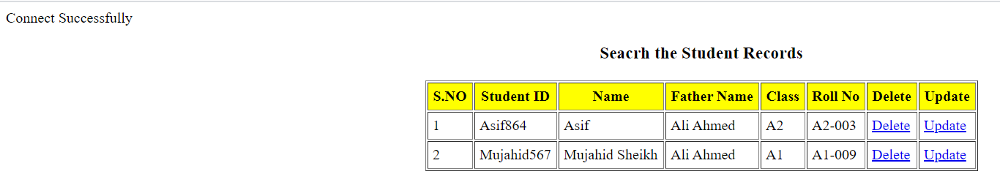 Connect Successfully
Seacrh the Student Records
S.NO Student ID Name Father Name Class Roll No Delete Update
1 Asif864 Asif Ali Ahmed A2 A2-003 Delete Update
2 Mujahid567 Mujahid Sheikh Ali Ahmed A1 A1-009 Delete Update